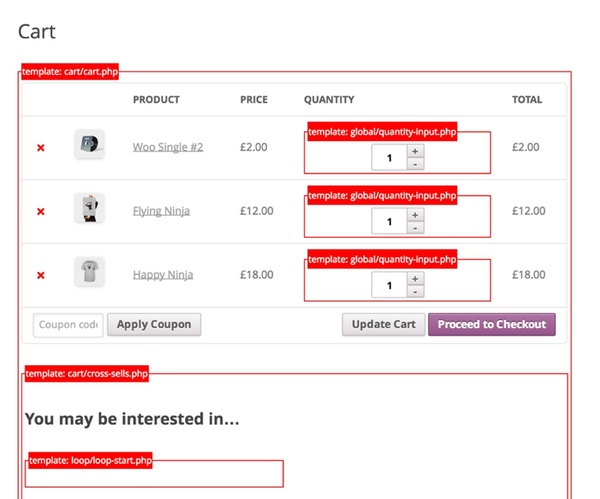 Cart
template: cart/cart.php
PRODUCT PRICE QUANTITY TOTAL
template: global/quantity-input.php
× Woo Single #2 £2.00 1 + - £2.00
template: global/quantity-input.php
× Flying Ninja £12.00 1 + - £12.00
template: global/quantity-input.php
× Happy Ninja £18.00 1 + - £18.00
Coupon code Apply Coupon Update Cart Proceed to Checkout
template: cart/cross-sells.php
You may be interested in...
template: loop/loop-start.php